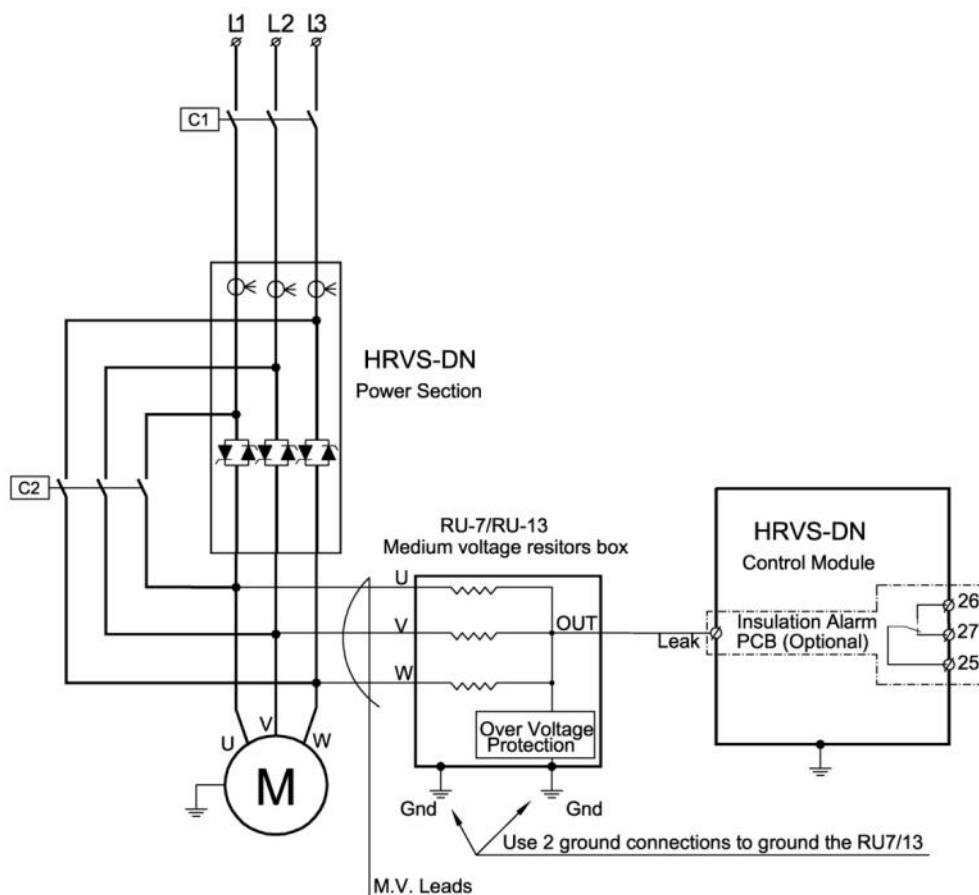 L1 L2 L3
C1
HRVS-DN
Power Section
C2
RU-7/RU-13
Medium voltage resitors box
U
V
W
OUT
Over Voltage
Protection
Gnd Gnd
Use 2 ground connections to ground the RU7/13
M.V. Leads
HRVS-DN
Control Module
Leak
Insulation Alarm
PCB (Optional)
26
27
25
U V W
M